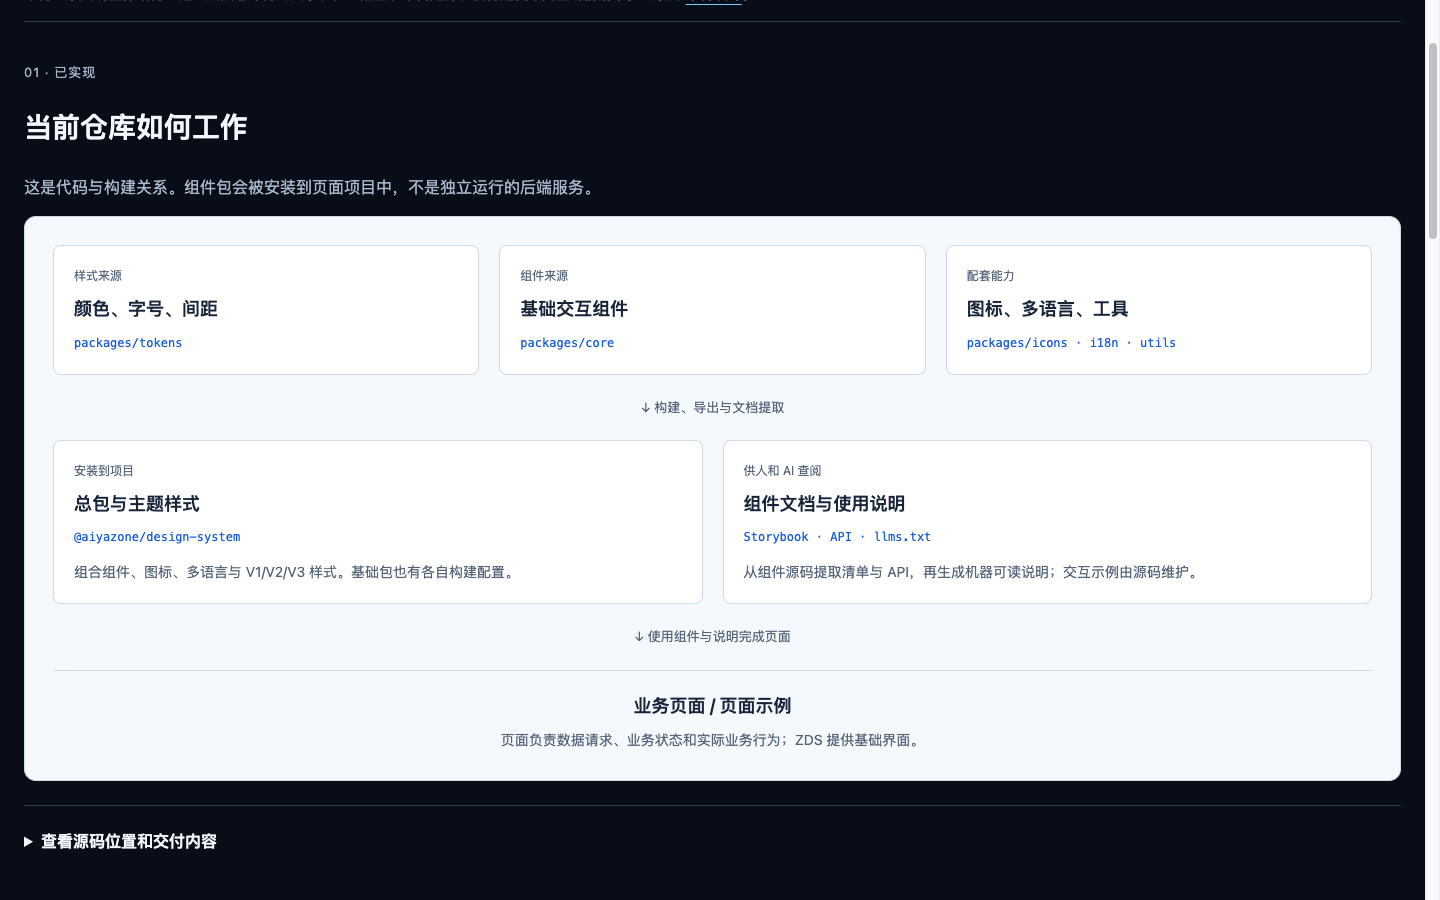 01 · 已实现
当前仓库如何工作
这是代码与构建关系。组件包会被安装到页面项目中，不是独立运行的后端服务。
样式来源
颜色、字号、间距
packages/tokens
组件来源
基础交互组件
packages/core
配套能力
图标、多语言、工具
packages/icons · i18n · utils
↓ 构建、导出与文档提取
安装到项目
总包与主题样式
@aiyazone/design-system
组合组件、图标、多语言与 V1/V2/V3 样式。基础包也有各自构建配置。
供人和 AI 查阅
组件文档与使用说明
Storybook · API · llms.txt
从组件源码提取清单与 API，再生成机器可读说明；交互示例由源码维护。
↓ 使用组件与说明完成页面
业务页面 / 页面示例
页面负责数据请求、业务状态和实际业务行为；ZDS 提供基础界面。
▶ 查看源码位置和交付内容